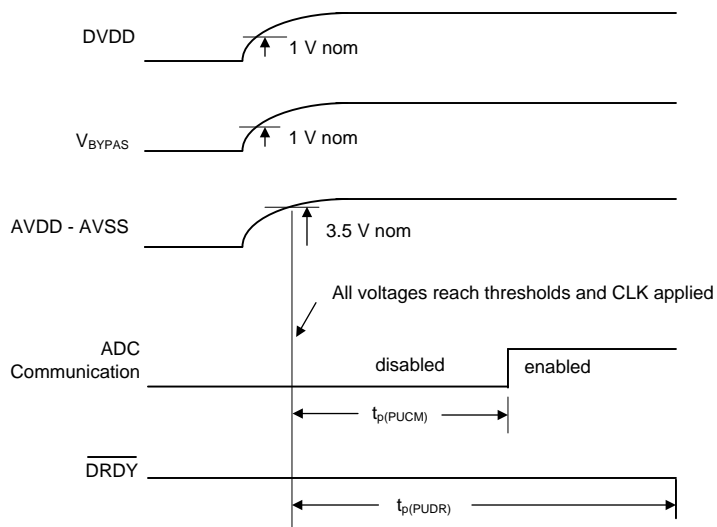 DVDD
1 V nom
VBYPAS
1 V nom
AVDD - AVSS
3.5 V nom
All voltages reach thresholds and CLK applied
ADC
Communication
disabled
enabled
tp(PUCM)
DRDY
tp(PUDR)